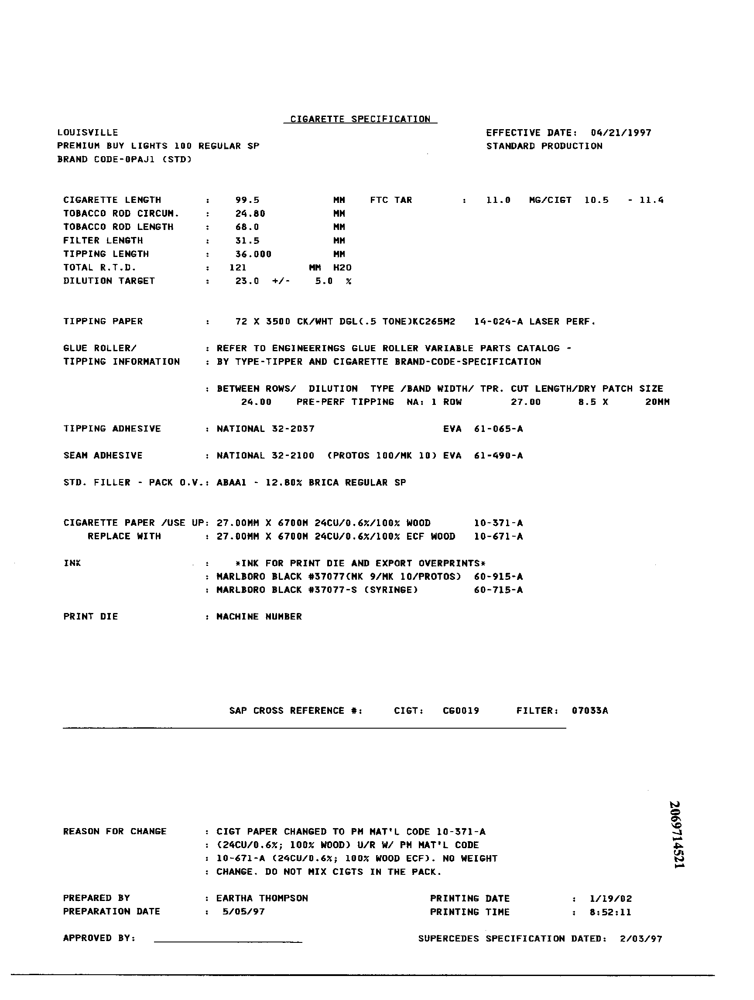 CIGARETTE SPECIFICATION
LOUISVILLE EFFECTIVE DATE: 04/21/1997
PREMIUM BUY LIGHTS 100 REGULAR SP STANDARD PRODUCTION
BRAND CODE-0PAJ1 (STD)
CIGARETTE LENGTH : 99.5 MM FTC TAR : 11.0 MG/CIGT 10.5 - 11.4
TOBACCO ROD CIRCUM. : 24.80 MM
TOBACCO ROD LENGTH : 68.0 MM
FILTER LENGTH : 31.5 MM
TIPPING LENGTH : 36.000 MM
TOTAL R.T.D. : 121 MM H2O
DILUTION TARGET : 23.0 +/- 5.0 %
TIPPING PAPER : 72 X 3500 CK/WHT DGL(.5 TONE)KC265M2 14-024-A LASER PERF.
GLUE ROLLER/ : REFER TO ENGINEERINGS GLUE ROLLER VARIABLE PARTS CATALOG -
TIPPING INFORMATION : BY TYPE-TIPPER AND CIGARETTE BRAND-CODE-SPECIFICATION
: BETWEEN ROWS/ DILUTION TYPE /BAND WIDTH/ TPR. CUT LENGTH/DRY PATCH SIZE
24.00 PRE-PERF TIPPING NA: 1 ROW 27.00 8.5 X 20MM
TIPPING ADHESIVE : NATIONAL 32-2037 EVA 61-065-A
SEAM ADHESIVE : NATIONAL 32-2100 (PROTOS 100/MK 10) EVA 61-490-A
STD. FILLER - PACK O.V.: ABAA1 - 12.80% BRICA REGULAR SP
CIGARETTE PAPER /USE UP: 27.00MM X 6700M 24CU/0.6%/100% WOOD 10-371-A
REPLACE WITH : 27.00MM X 6700M 24CU/0.6%/100% ECF WOOD 10-671-A
INK : *INK FOR PRINT DIE AND EXPORT OVERPRINTS*
: MARLBORO BLACK #37077(MK 9/MK 10/PROTOS) 60-915-A
: MARLBORO BLACK #37077-S (SYRINGE) 60-715-A
PRINT DIE : MACHINE NUMBER
SAP CROSS REFERENCE #: CIGT: CG0019 FILTER: 07033A
REASON FOR CHANGE : CIGT PAPER CHANGED TO PM MAT'L CODE 10-371-A
: (24CU/0.6%; 100% WOOD) U/R W/ PM MAT'L CODE
: 10-671-A (24CU/0.6%; 100% WOOD ECF). NO WEIGHT
: CHANGE. DO NOT MIX CIGTS IN THE PACK.
PREPARED BY : EARTHA THOMPSON PRINTING DATE : 1/19/02
PREPARATION DATE : 5/05/97 PRINTING TIME : 8:52:11
APPROVED BY: SUPERCEDES SPECIFICATION DATED: 2/03/97
2069714521